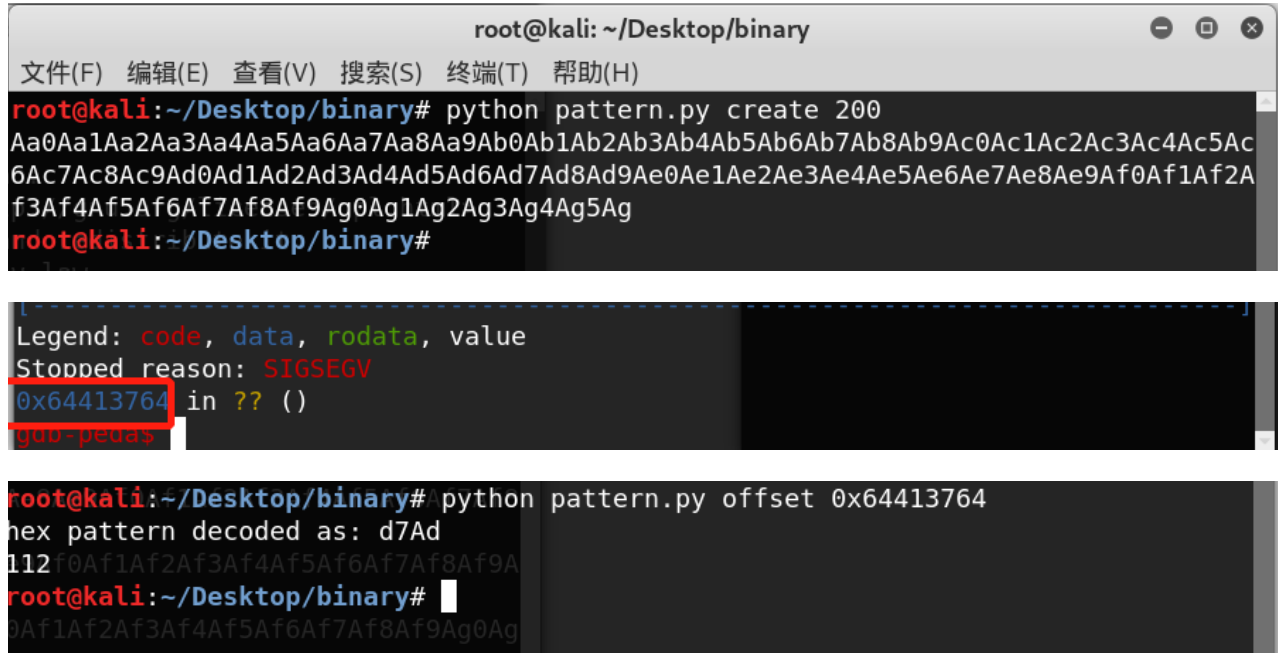 root@kali: ~/Desktop/binary
文件(F) 编辑(E) 查看(V) 搜索(S) 终端(T) 帮助(H)
root@kali:~/Desktop/binary# python pattern.py create 200
Aa0Aa1Aa2Aa3Aa4Aa5Aa6Aa7Aa8Aa9Ab0Ab1Ab2Ab3Ab4Ab5Ab6Ab7Ab8Ab9Ac0Ac1Ac2Ac3Ac4Ac5Ac
6Ac7Ac8Ac9Ad0Ad1Ad2Ad3Ad4Ad5Ad6Ad7Ad8Ad9Ae0Ae1Ae2Ae3Ae4Ae5Ae6Ae7Ae8Ae9Af0Af1Af2A
f3Af4Af5Af6Af7Af8Af9Ag0Ag1Ag2Ag3Ag4Ag5Ag
root@kali:~/Desktop/binary#
[------------------------------------------------------------------------------]
Legend: code, data, rodata, value
Stopped reason: SIGSEGV
0x64413764 in ?? ()
gdb-peda$
root@kali:~/Desktop/binary# python pattern.py offset 0x64413764
hex pattern decoded as: d7Ad
112
root@kali:~/Desktop/binary#